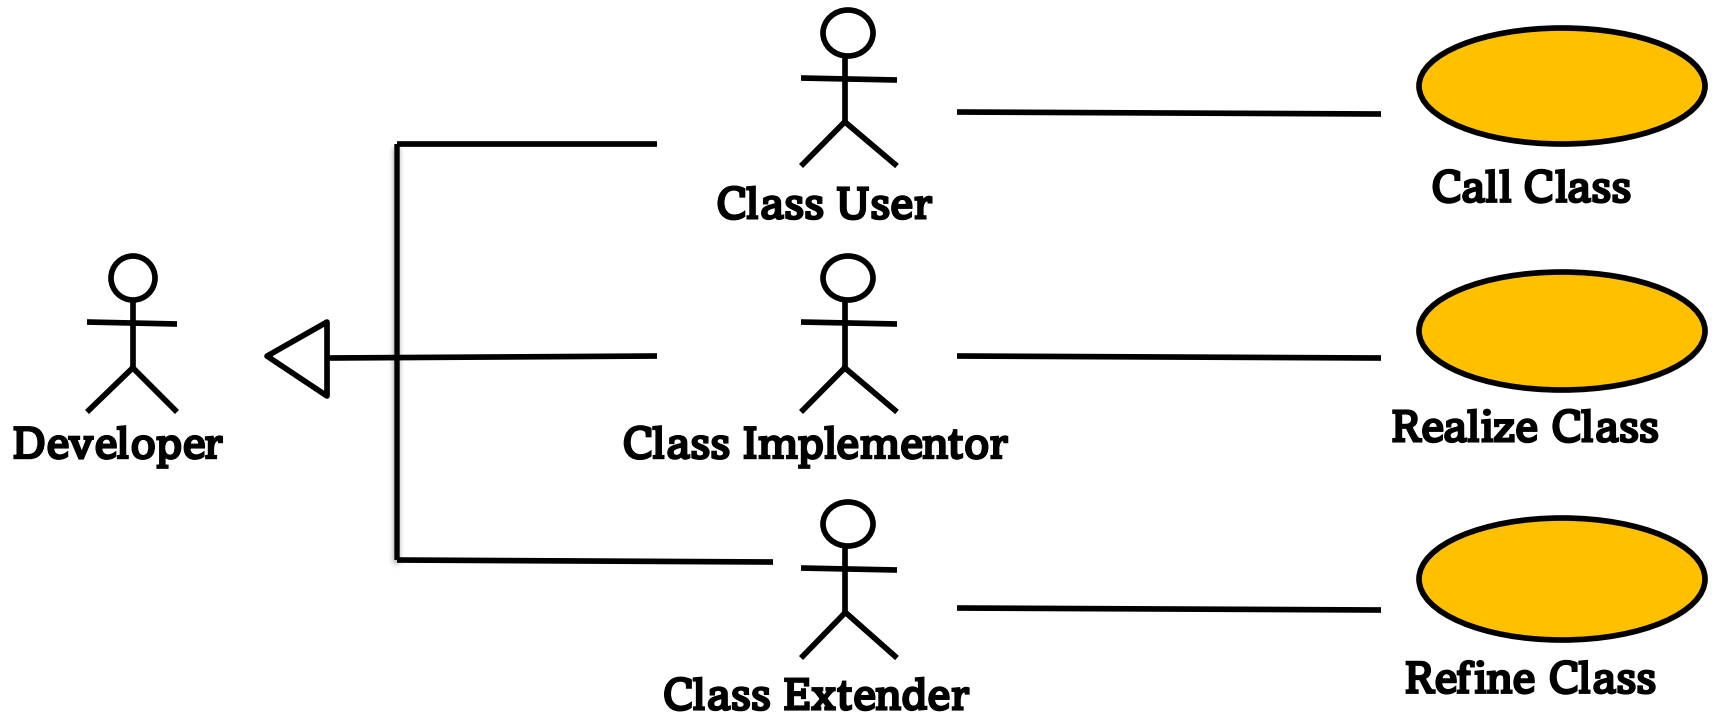 Class User
Call Class
Developer
Class Implementor
Realize Class
Class Extender
Refine Class